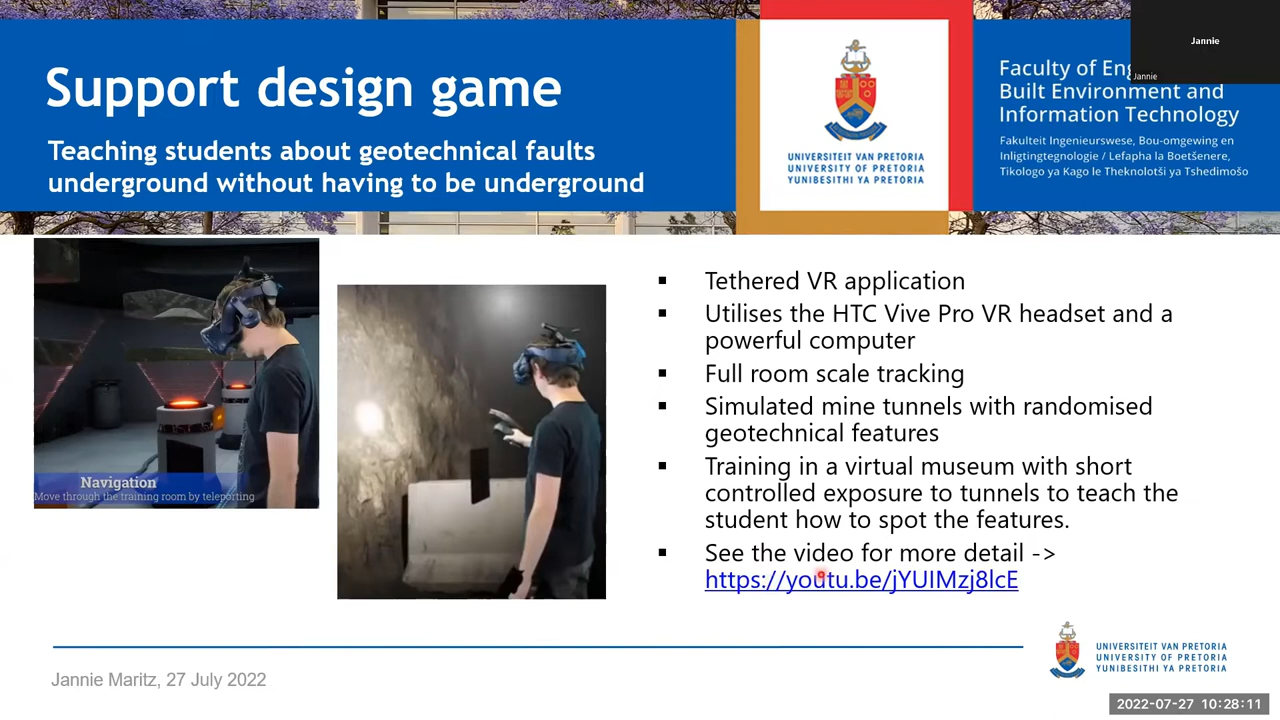 Support design game
Teaching students about geotechnical faults
underground without having to be underground
UNIVERSITEIT VAN PRETORIA
UNIVERSITY OF PRETORIA
YUNIBESITHI YA PRETORIA
Faculty of
Built Environment and
Information Technology
Fakulteit Ingenieurswese, Bou-omgewing en
Inligtingtegnologie / Lefapha la Boetšenere,
Tikologo ya Kago le Theknolotši ya Tshedimošo
Jannie
Jannie
Navigation
Move through the training room by teleporting
▪ Tethered VR application
▪ Utilises the HTC Vive Pro VR headset and a
powerful computer
▪ Full room scale tracking
▪ Simulated mine tunnels with randomised
geotechnical features
▪ Training in a virtual museum with short
controlled exposure to tunnels to teach the
student how to spot the features.
▪ See the video for more detail ->
https://youtu.be/jYUIMzj8lcE
Jannie Maritz, 27 July 2022
UNIVERSITEIT VAN PRETORIA
UNIVERSITY OF PRETORIA
YUNIBESITHI YA PRETORIA
2022-07-27 10:28:11